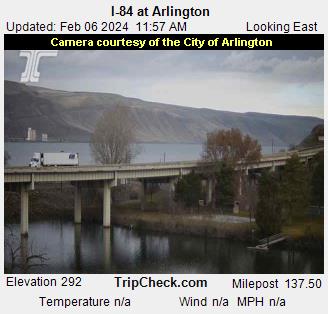 I-84 at Arlington
Updated: Feb 06 2024 11:57 AM Looking East
Camera courtesy of the City of Arlington
Elevation 292 TripCheck.com Milepost 137.50
Temperature n/a Wind n/a MPH n/a